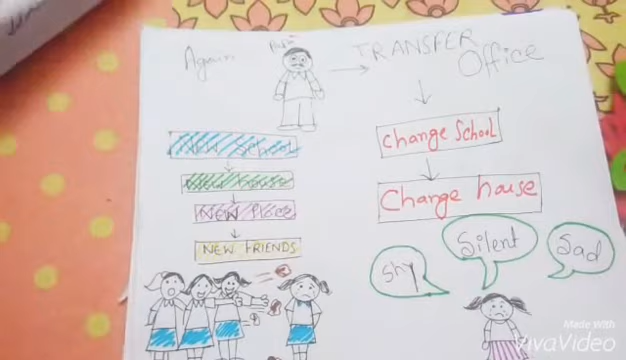 Again
TRANSFER
Office
NEW SCHOOL
NEW house
NEW Place
NEW FRIENDS
Change School
Change house
Shy
Silent
Sad
Made With
VivaVideo